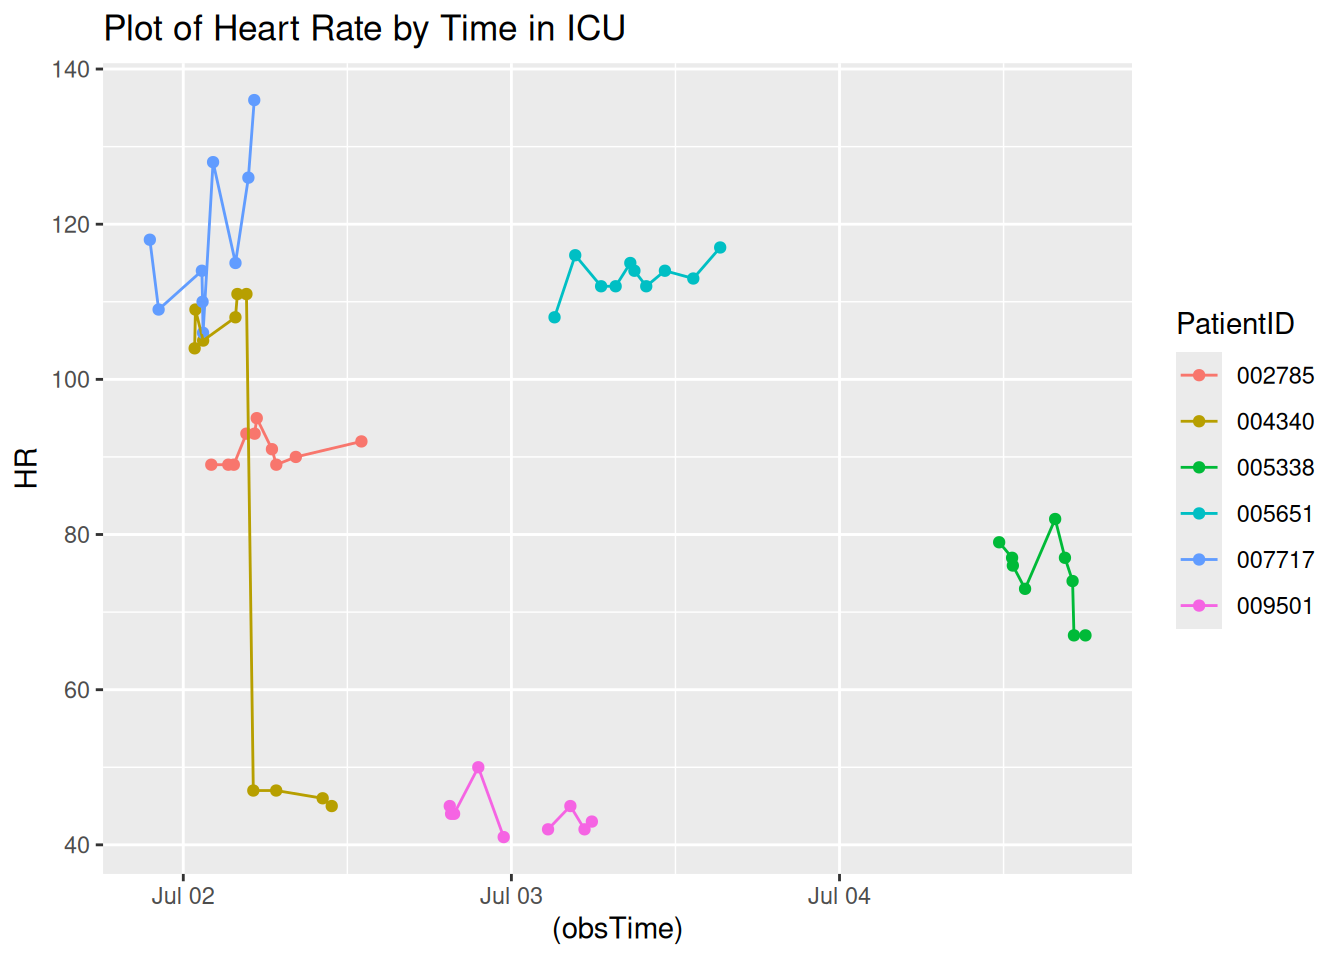 Plot of Heart Rate by Time in ICU
140
120
100
80
60
40
HR
Jul 02
Jul 03
Jul 04
(obsTime)
PatientID
002785
004340
005338
005651
007717
009501